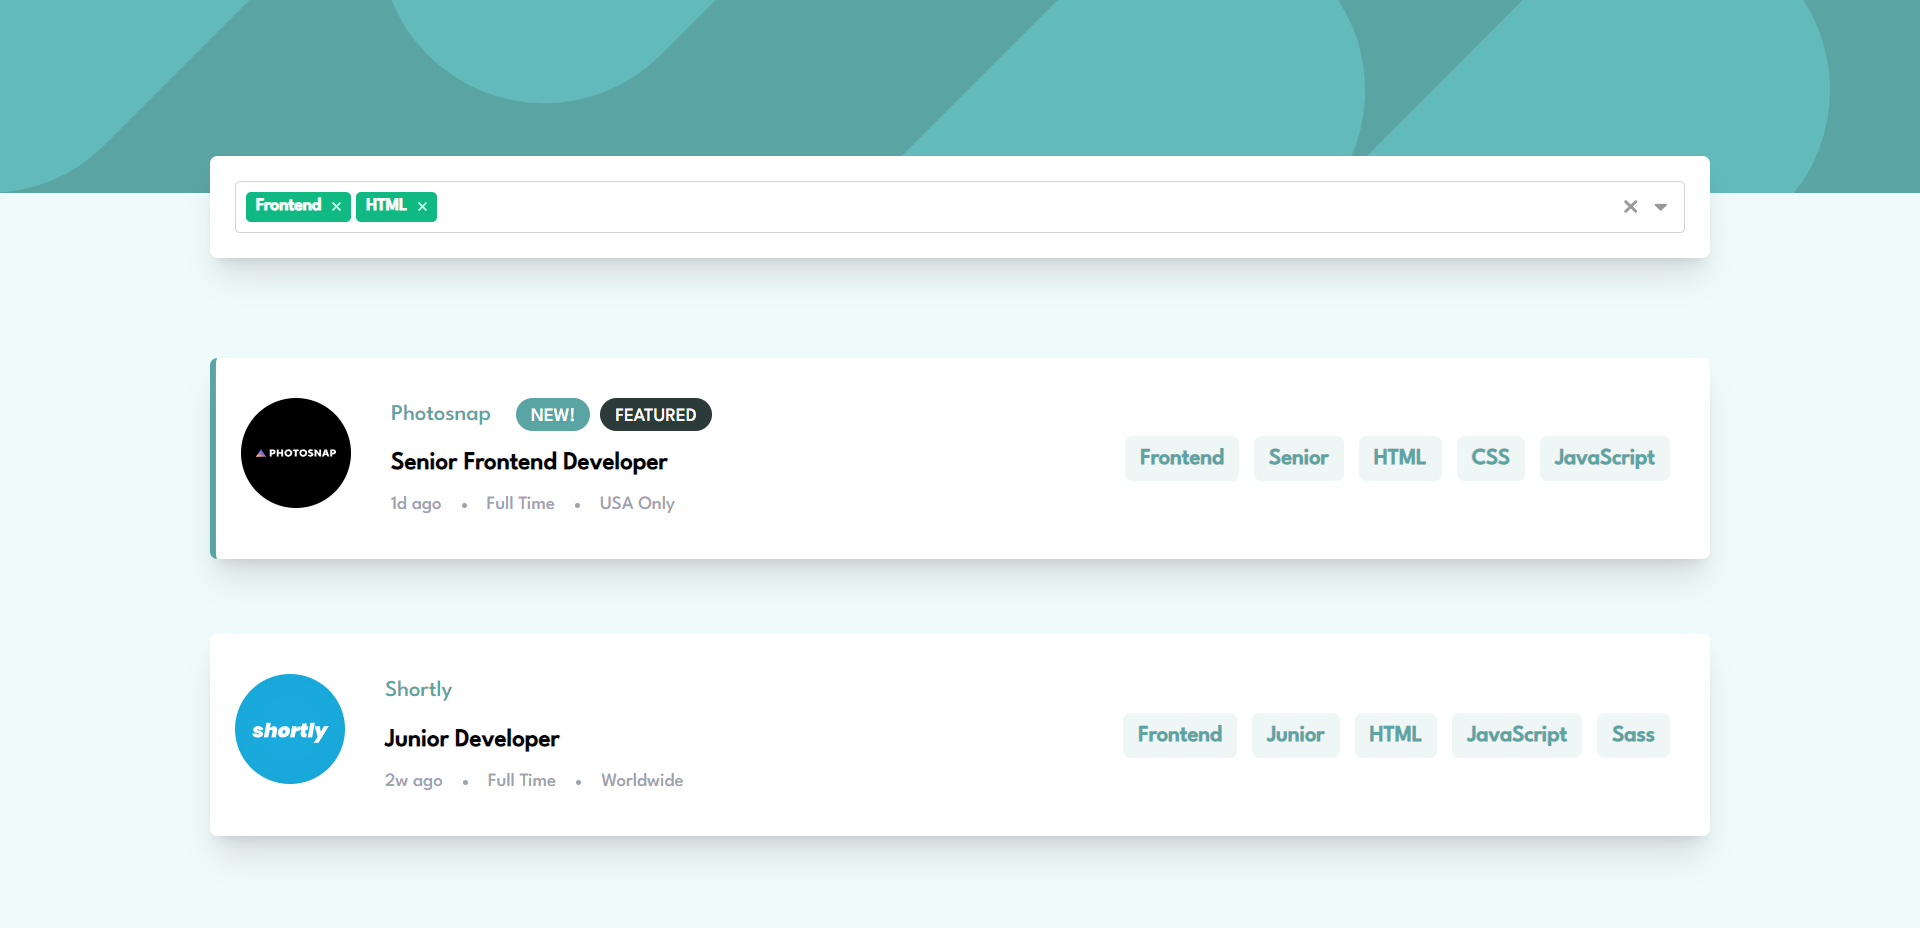 Frontend × HTML ×
Photosnap NEW! FEATURED
PHOTOSNAP
Senior Frontend Developer
1d ago • Full Time • USA Only
Frontend Senior HTML CSS JavaScript
Shortly
shortly
Junior Developer
2w ago • Full Time • Worldwide
Frontend Junior HTML JavaScript Sass